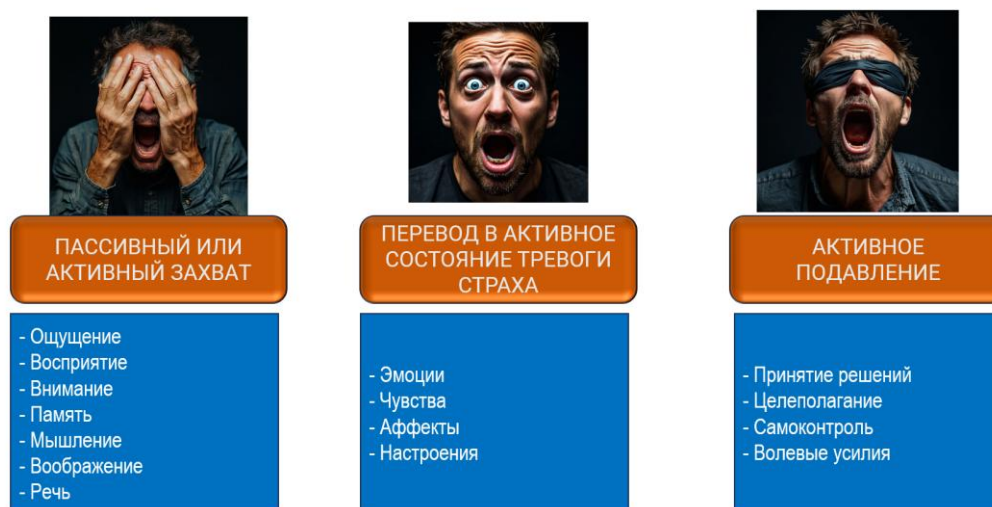 ПАССИВНЫЙ ИЛИ
АКТИВНЫЙ ЗАХВАТ
- Ощущение
- Восприятие
- Внимание
- Память
- Мышление
- Воображение
- Речь
ПЕРЕВОД В АКТИВНОЕ
СОСТОЯНИЕ ТРЕВОГИ
СТРАХА
- Эмоции
- Чувства
- Аффекты
- Настроения
АКТИВНОЕ
ПОДАВЛЕНИЕ
- Принятие решений
- Целеполагание
- Самоконтроль
- Волевые усилия